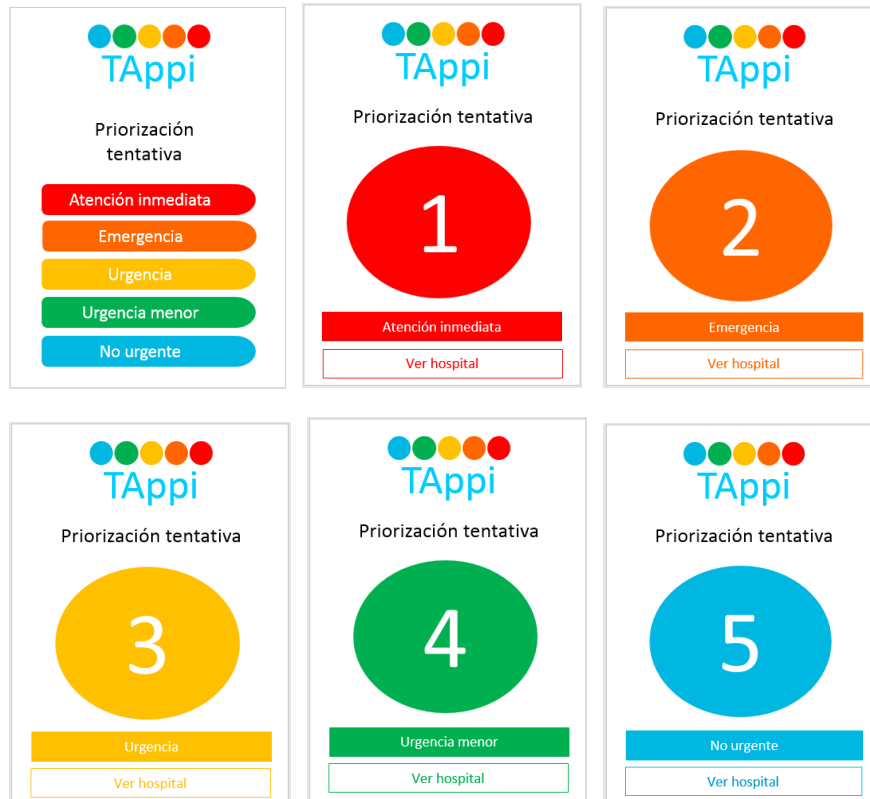 TAppi
Priorización
tentativa
Atención inmediata
Emergencia
Urgencia
Urgencia menor
No urgente
TAppi
Priorización tentativa
1
Atención inmediata
Ver hospital
TAppi
Priorización tentativa
2
Emergencia
Ver hospital
TAppi
Priorización tentativa
3
Urgencia
Ver hospital
TAppi
Priorización tentativa
4
Urgencia menor
Ver hospital
TAppi
Priorización tentativa
5
No urgente
Ver hospital